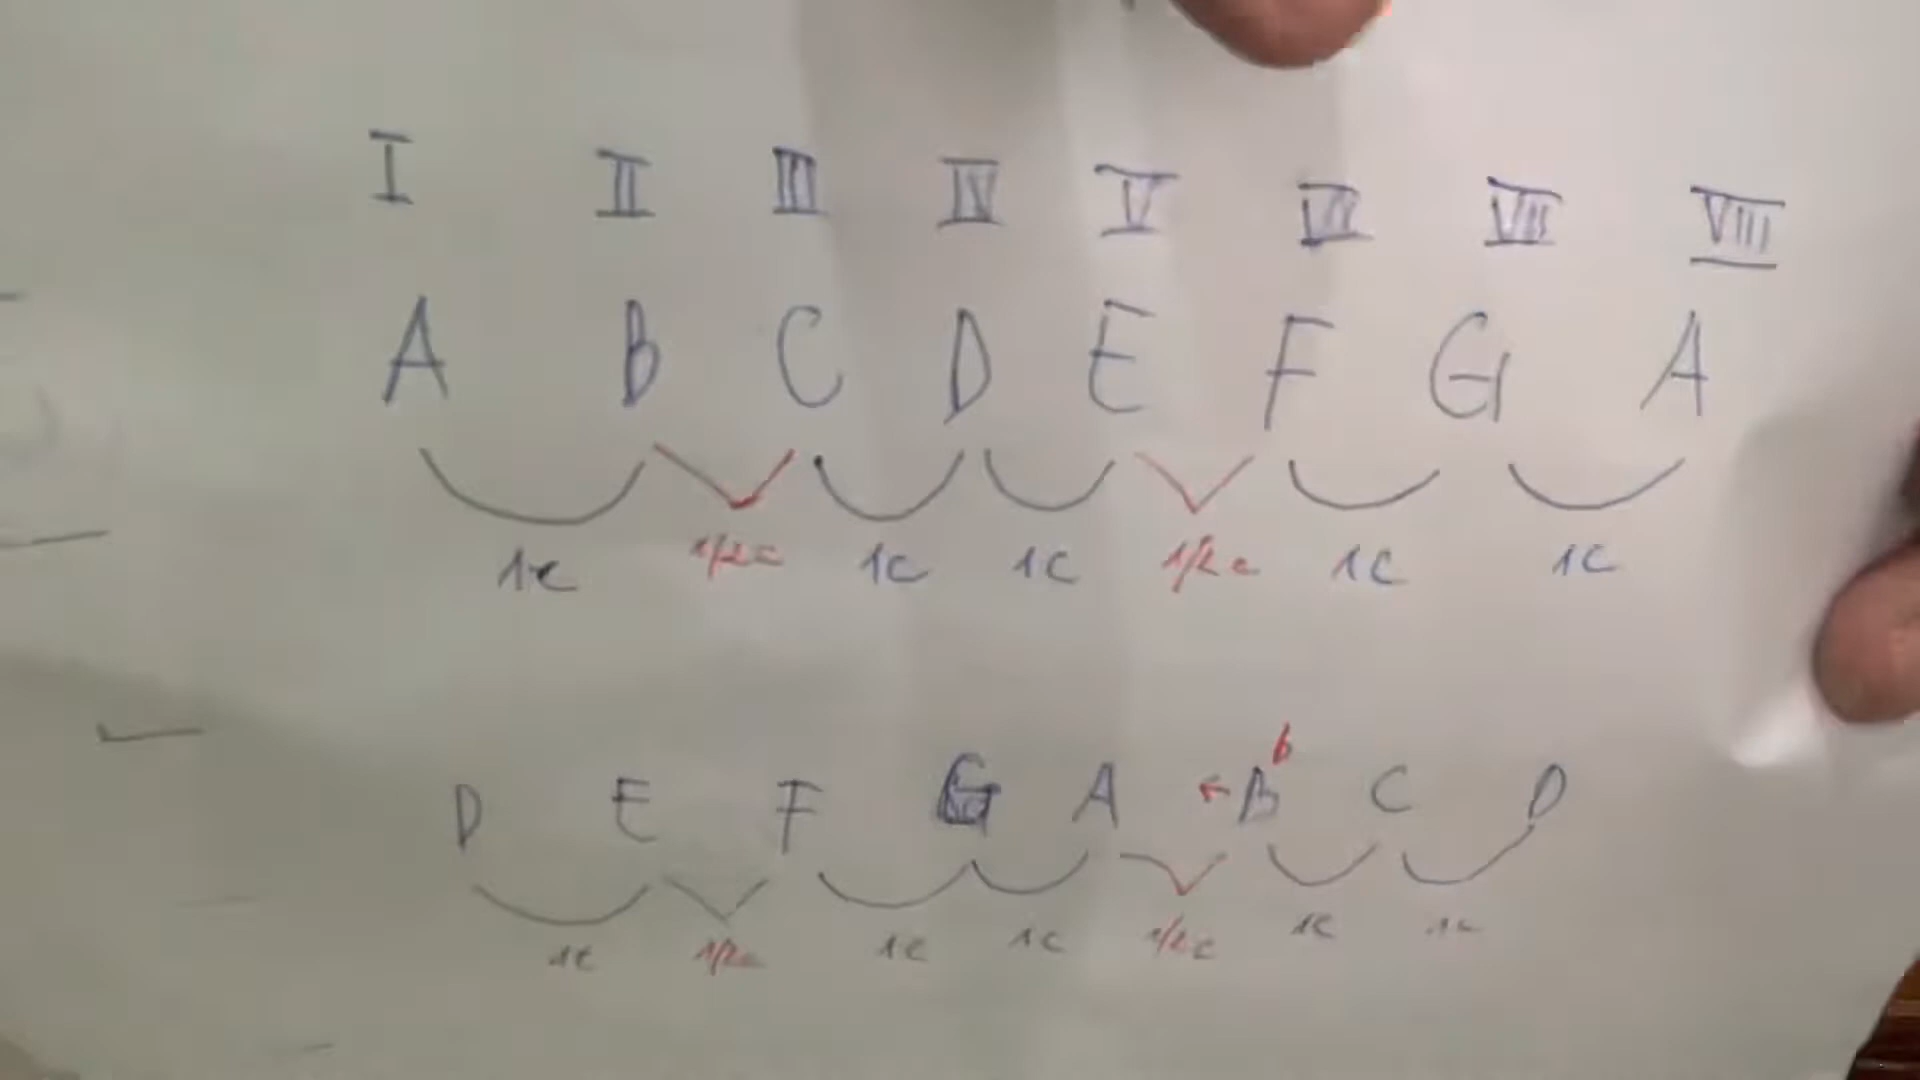 I II III IV V VI VII VIII
A B C D E F G A
1c 1/2c 1c 1c 1/2c 1c 1c
D E F G A ←B♭ C D
1c 1/2c 1c 1c 1/2c 1c 1c